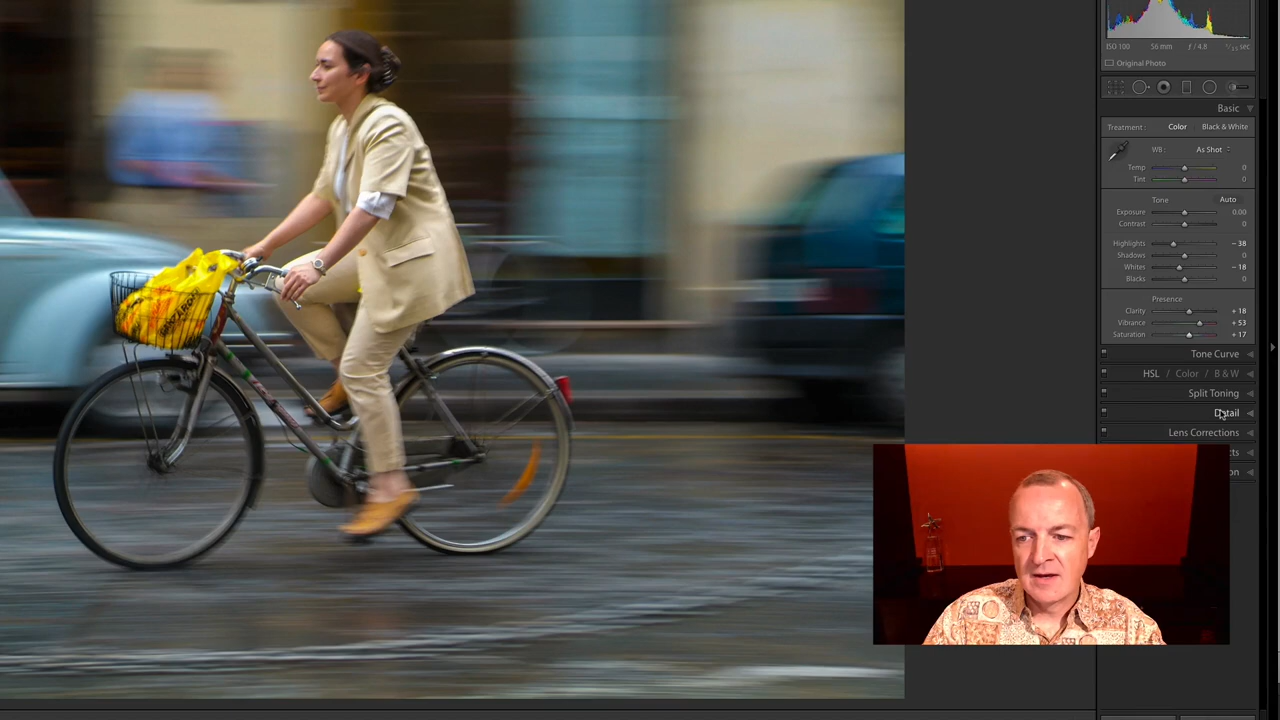 ISO 100 56 mm ƒ / 4.8
Original Photo
Basic
Treatment : Color Black & White
WB : As Shot
Temp 0
Tint 0
Tone Auto
Exposure 0.00
Contrast 0
Highlights − 38
Shadows 0
Whites − 18
Blacks 0
Presence
Clarity + 18
Vibrance + 53
Saturation + 17
Tone Curve
HSL / Color / B & W
Split Toning
Detail
Lens Corrections